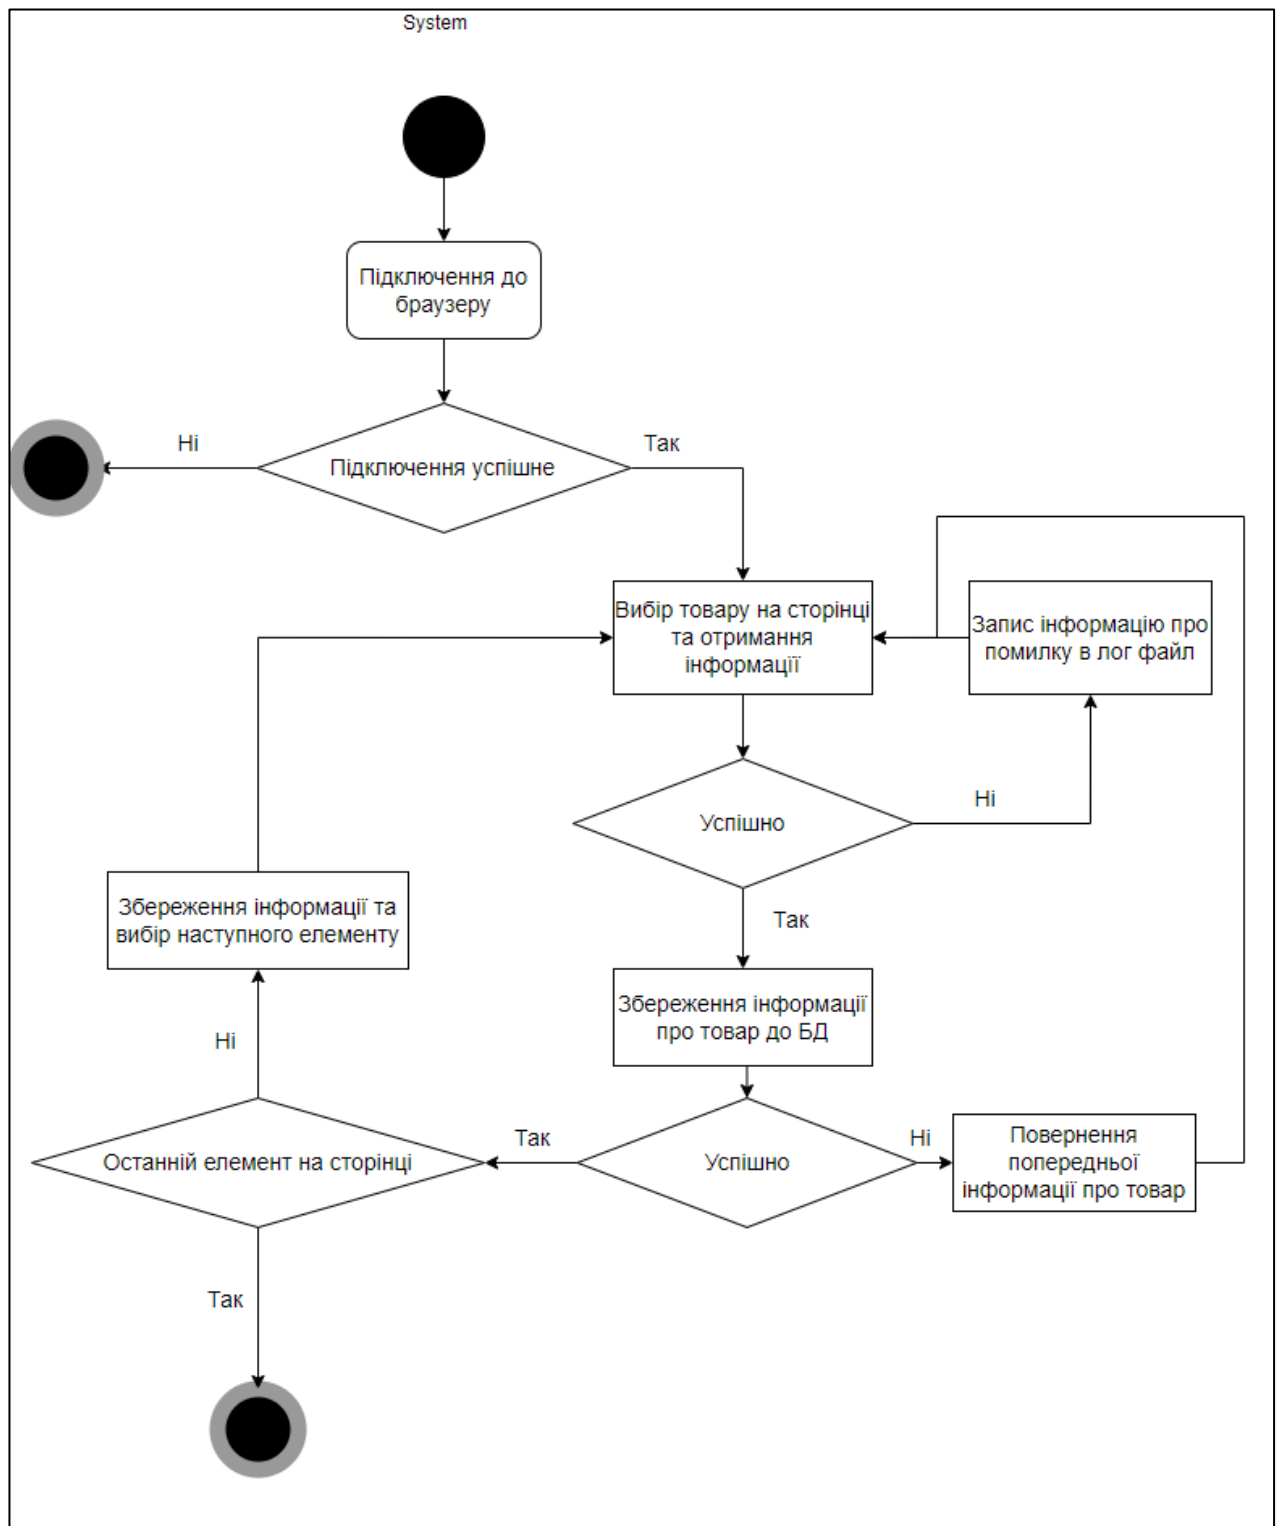 System
Підключення до
браузеру
Ні
Так
Підключення успішне
Вибір товару на сторінці
та отримання
інформації
Запис інформацію про
помилку в лог файл
Ні
Успішно
Збереження інформації та
вибір наступного елементу
Так
Збереження інформації
про товар до БД
Ні
Так
Ні
Повернення
попередньої
інформації про товар
Останній елемент на сторінці
Успішно
Так